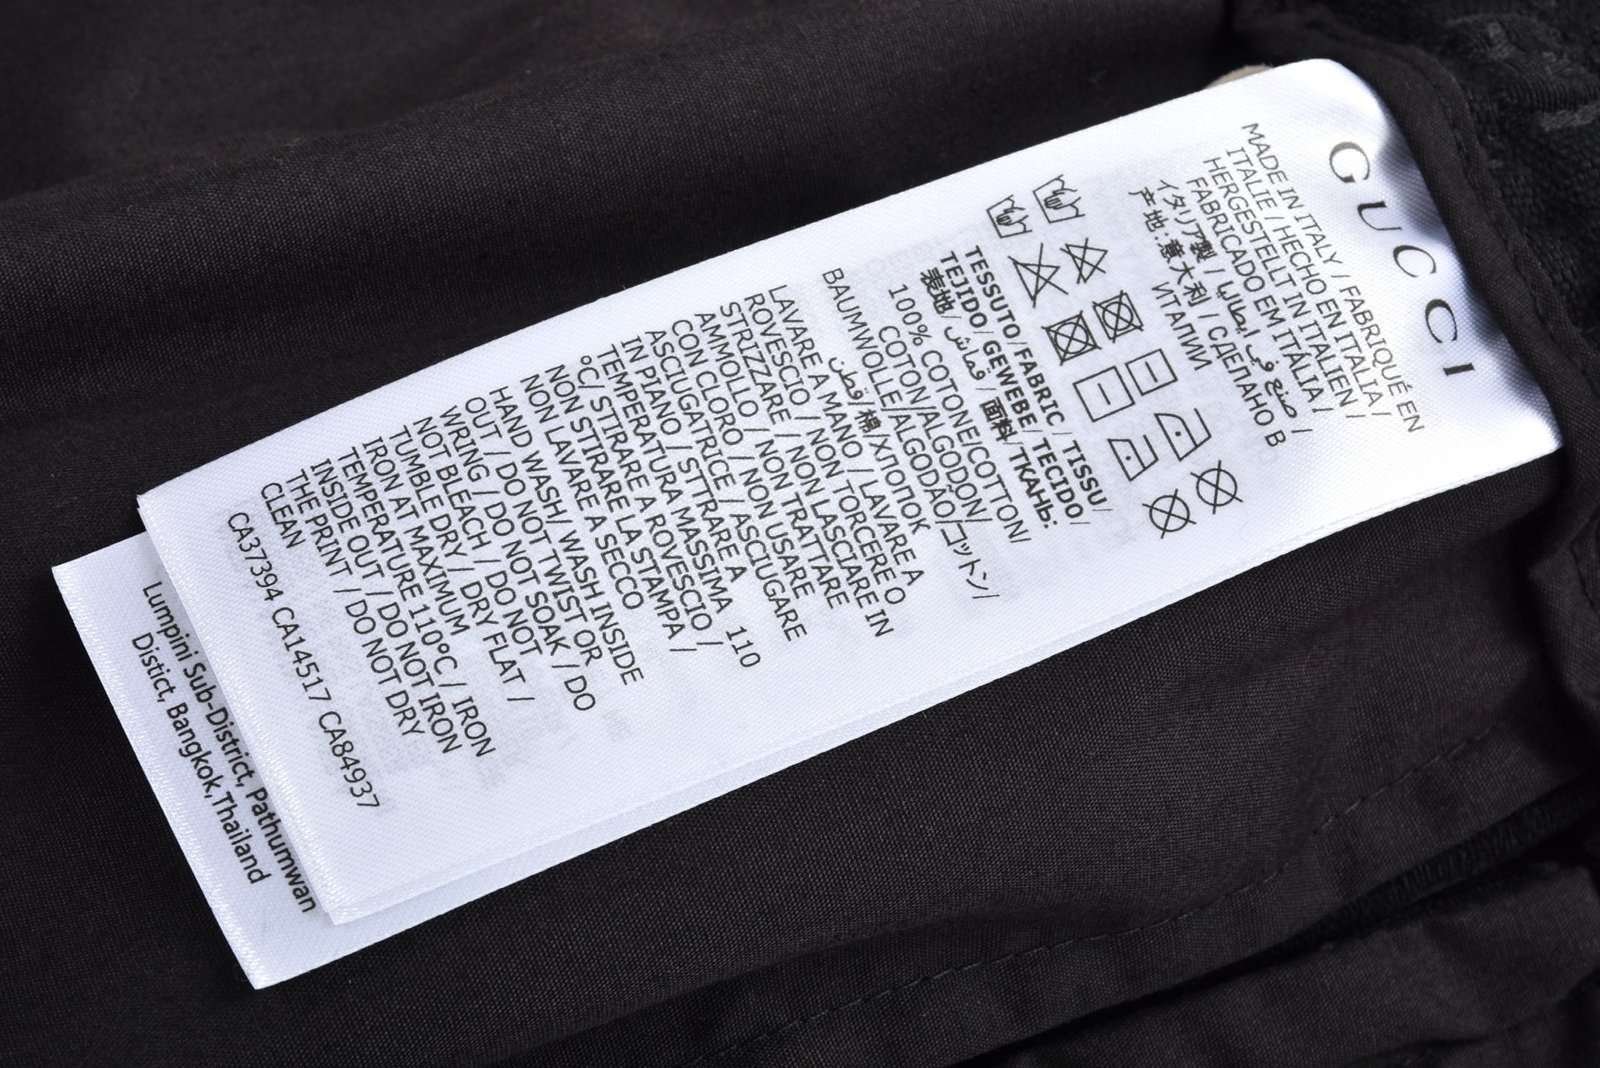 GUCCI
MADE IN ITALY / FABRIQUÉ EN
ITALIE / HECHO EN ITALIA /
HERGESTELLT IN ITALIEN /
FABRICADO EM ITÁLIA /
イタリア製 / صنع في ايطاليا /
产地:意大利 / СДЕЛАНО В
ИТАЛИИ
TESSUTO/FABRIC / TISSU/
TEJIDO/ GEWEBE/ TECIDO/
表地/ قماش / 面料/ ТКАНЬ:
100% COTONE/COTTON/
COTON/ALGODON/
BAUMWOLLE/ALGODÃO/コットン/
قطن/ 棉/ХЛОПОК
LAVARE A MANO / LAVARE A
ROVESCIO / NON TORCERE O
STRIZZARE / NON LASCIARE IN
AMMOLLO / NON TRATTARE
CON CLORO / NON USARE
ASCIUGATRICE / ASCIUGARE
IN PIANO/ STIRARE A
TEMPERATURA MASSIMA 110
°C/ STIRARE A ROVESCIO /
NON STIRARE LA STAMPA /
NON LAVARE A SECCO
HAND WASH/ WASH INSIDE
OUT / DO NOT TWIST OR
WRING / DO NOT SOAK / DO
NOT BLEACH / DO NOT
TUMBLE DRY / DRY FLAT /
IRON AT MAXIMUM
TEMPERATURE 110°C / IRON
INSIDE OUT / DO NOT IRON
THE PRINT / DO NOT DRY
CLEAN
CA37394 CA14517 CA84937
Lumpini Sub-District, Pathumwan
Distict, Bangkok,Thailand